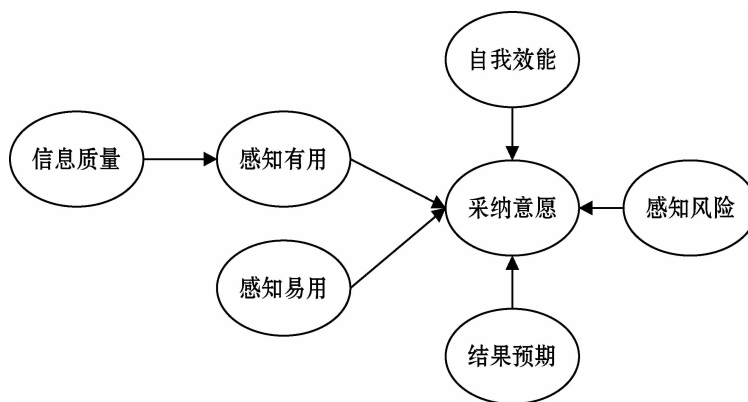 自我效能
信息质量
感知有用
采纳意愿
感知风险
感知易用
结果预期